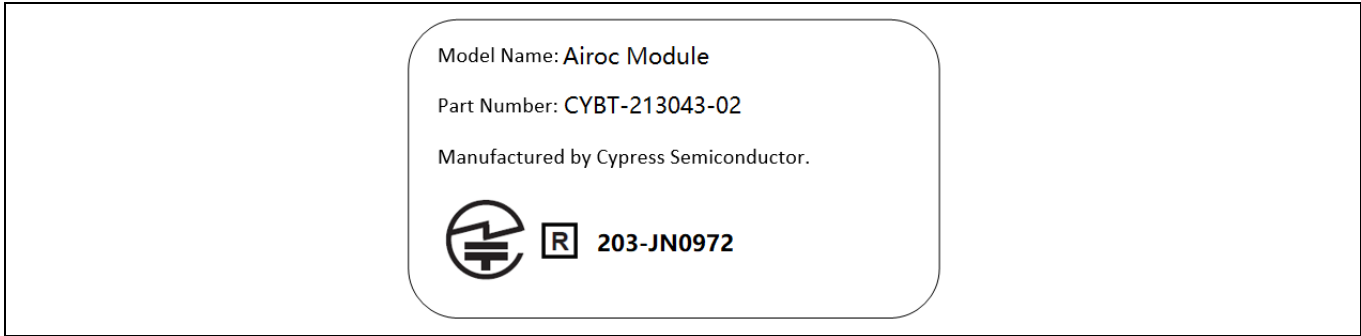 Model Name: Airoc Module
Part Number: CYBT-213043-02
Manufactured by Cypress Semiconductor.
R 203-JN0972